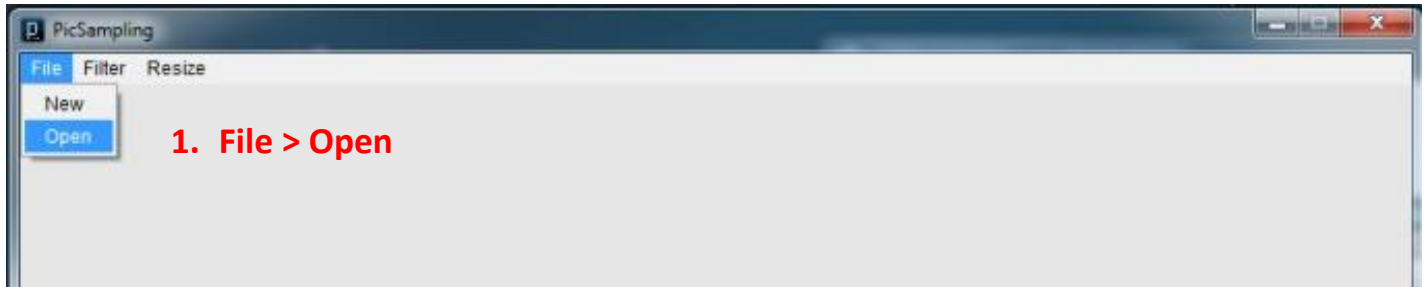 PicSampling
File Filter Resize
New
Open
1. File > Open